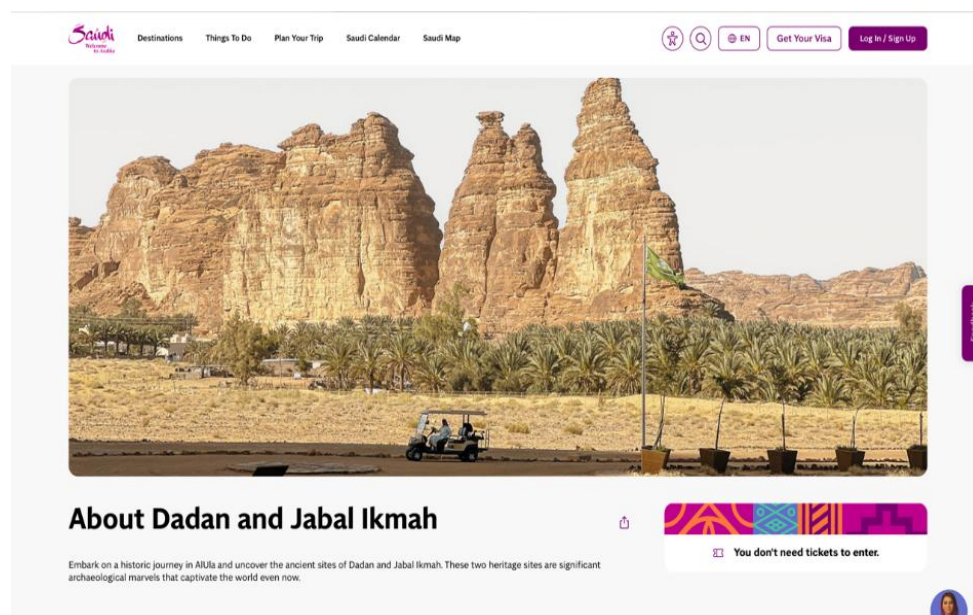 Saudi
Welcome
to Arabia
Destinations
Things To Do
Plan Your Trip
Saudi Calendar
Saudi Map
EN
Get Your Visa
Log In / Sign Up
About Dadan and Jabal Ikmah
You don't need tickets to enter.
Embark on a historic journey in AlUla and uncover the ancient sites of Dadan and Jabal Ikmah. These two heritage sites are significant
archaeological marvels that captivate the world even now.